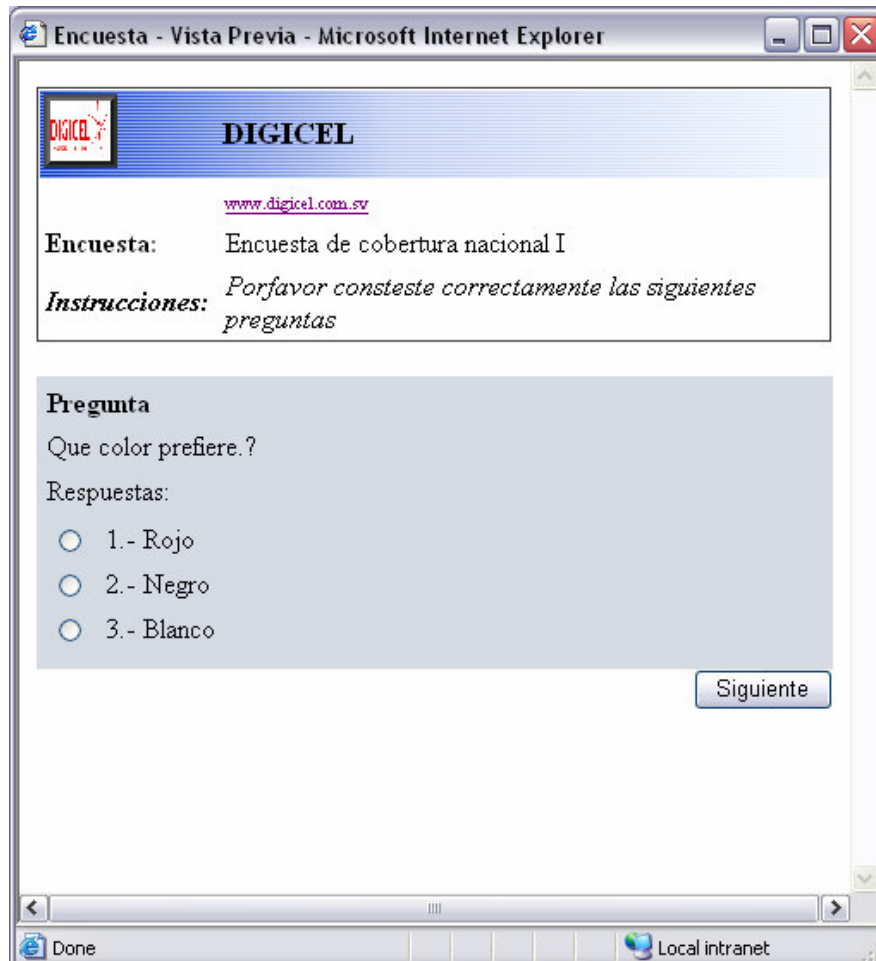 Encuesta - Vista Previa - Microsoft Internet Explorer
DIGICEL
DIGICEL
www.digicel.com.sv
Encuesta: Encuesta de cobertura nacional I
Instrucciones: Porfavor consteste correctamente las siguientes
preguntas
Pregunta
Que color prefiere.?
Respuestas:
1.- Rojo
2.- Negro
3.- Blanco
Siguiente
Done
Local intranet